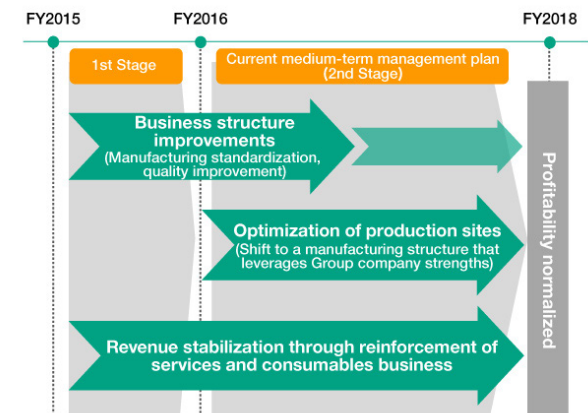 FY2015
FY2016
FY2018
1st Stage
Current medium-term management plan
(2nd Stage)
Business structure
improvements
(Manufacturing standardization,
quality improvement)
Optimization of production sites
(Shift to a manufacturing structure that
leverages Group company strengths)
Revenue stabilization through reinforcement of
services and consumables business
Profitability normalized